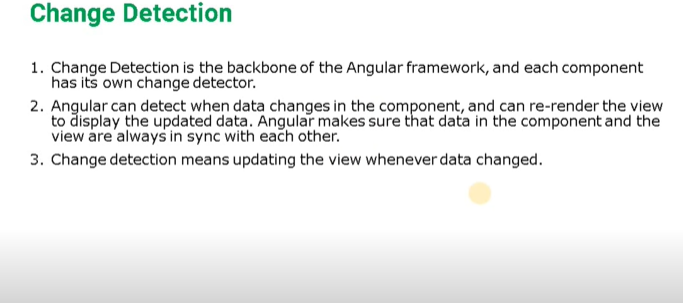 Change Detection
1. Change Detection is the backbone of the Angular framework, and each component
has its own change detector.
2. Angular can detect when data changes in the component, and can re-render the view
to display the updated data. Angular makes sure that data in the component and the
view are always in sync with each other.
3. Change detection means updating the view whenever data changed.